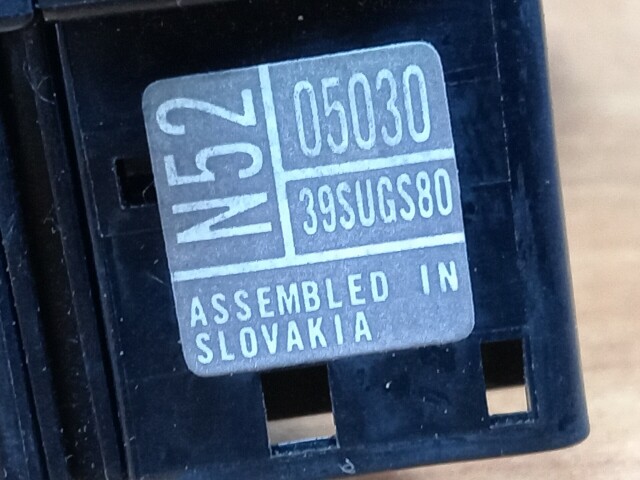 N52
05030
39SUGS80
ASSEMBLED IN
SLOVAKIA